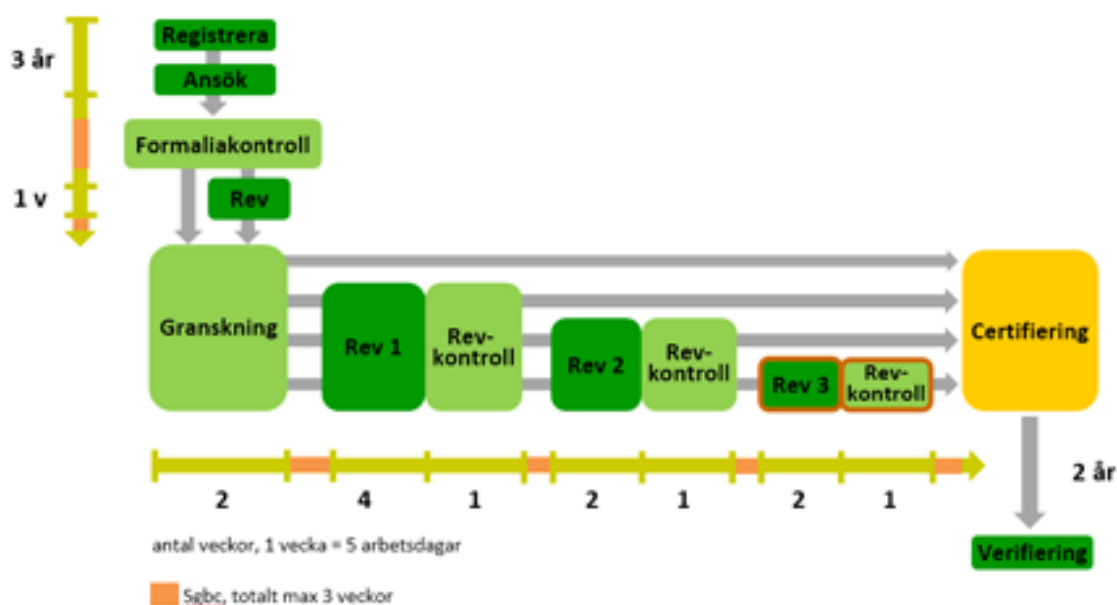 Registrera
3 år
Ansök
Formaliakontroll
1 v
Rev
Granskning
Rev 1
Rev-
kontroll
Rev 2
Rev-
kontroll
Rev 3
Rev-
kontroll
Certifiering
2 4 1 2 1 2 1
2 år
antal veckor, 1 vecka = 5 arbetsdagar
Verifiering
Sgbc, totalt max 3 veckor